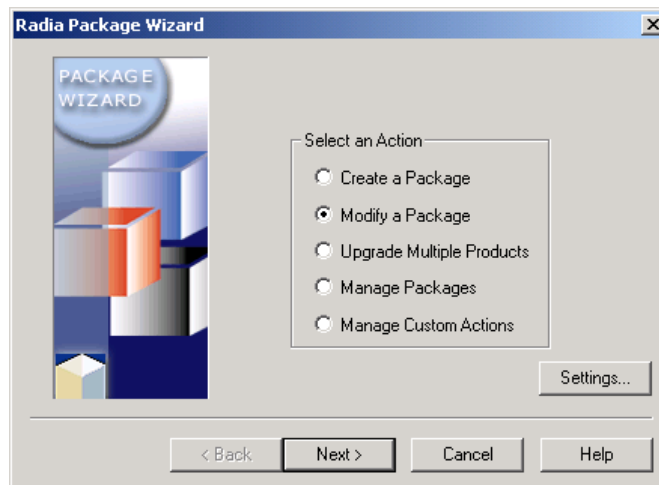 Radia Package Wizard
PACKAGE
WIZARD
Select an Action
Create a Package
Modify a Package
Upgrade Multiple Products
Manage Packages
Manage Custom Actions
Settings...
< Back
Next >
Cancel
Help